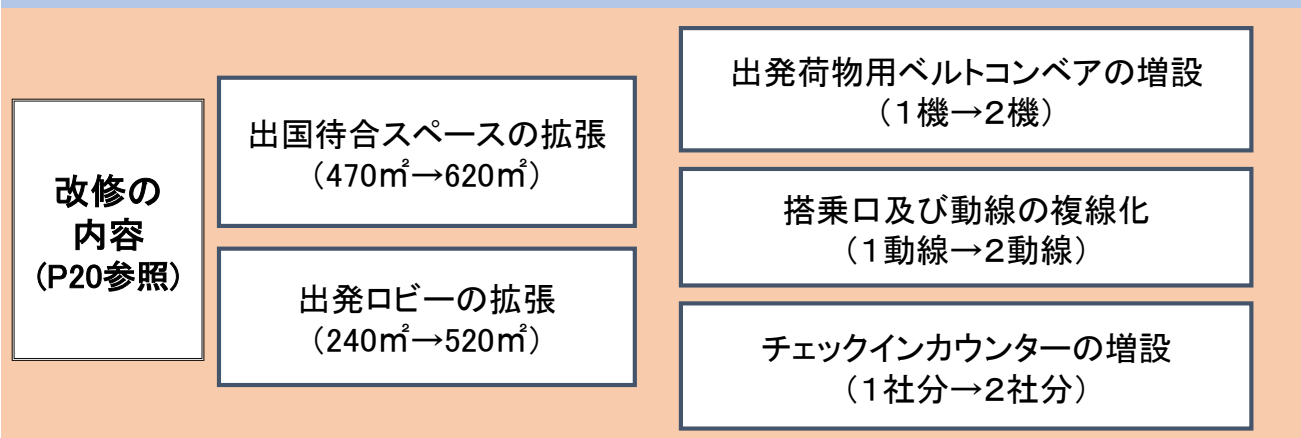 改修の
内容
(P20参照)
出国待合スペースの拡張
（470㎡→620㎡）
出発ロビーの拡張
（240㎡→520㎡）
出発荷物用ベルトコンベアの増設
（１機→２機）
搭乗口及び動線の複線化
（１動線→２動線）
チェックインカウンターの増設
（１社分→２社分）